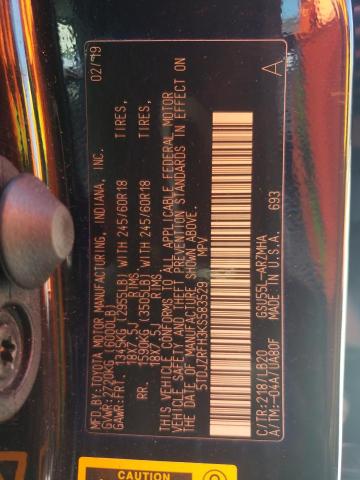 MFD.BY:TOYOTA MOTOR MANUFACTURING, INDIANA, INC. 02/19
GVWR:2720KG(6000LB)
GAWR:FRT. 1345KG (2955LB) WITH 245/60R18 TIRES,
18X7.5J RIMS
RR. 1590KG (3505LB) WITH 245/60R18 TIRES,
18X7.5J RIMS
THIS VEHICLE CONFORMS TO ALL APPLICABLE FEDERAL MOTOR
VEHICLE SAFETY AND THEFT PREVENTION STANDARDS IN EFFECT ON
THE DATE OF MANUFACTURE SHOWN ABOVE.
MPV A
C/TR:218/LB20 GSU55L-ARZMHA
A/TM:-04A/UA80F MADE IN U.S.A. 693
CAUTION